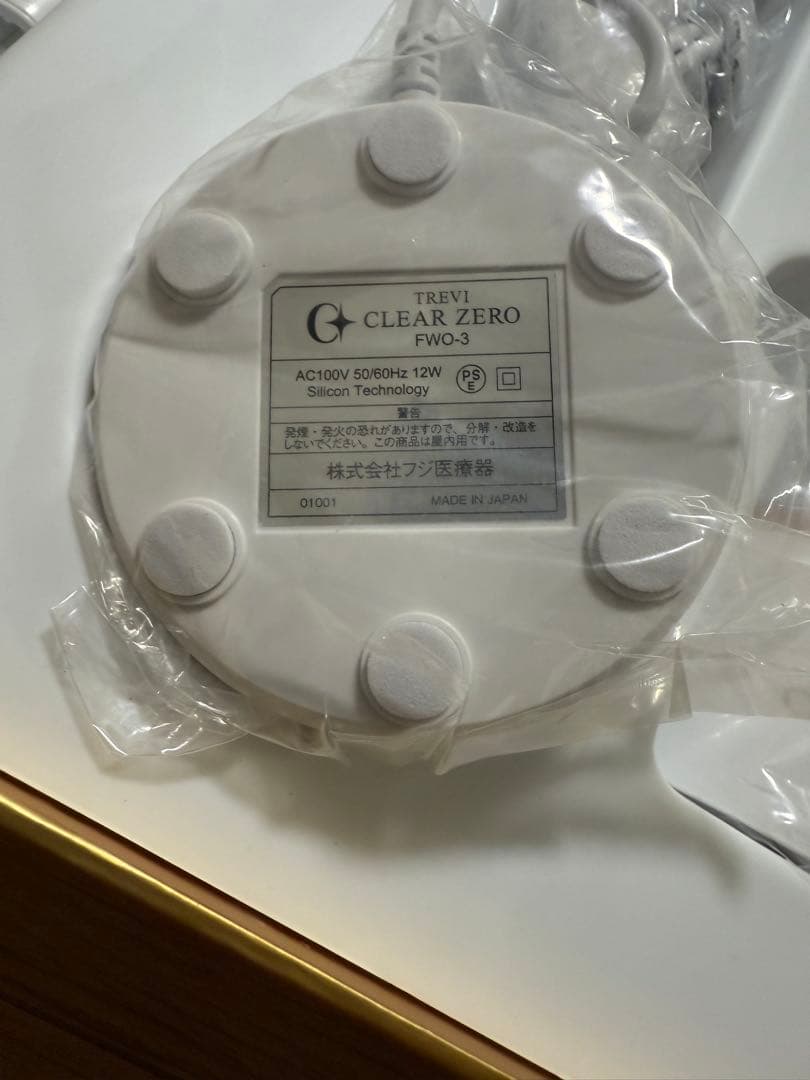 TREVI
CLEAR ZERO
FWO-3
AC100V 50/60Hz 12W
Silicon Technology
PS
E
警告
発煙・発火の恐れがありますので、分解・改造を
しないでください。この商品は屋内用です。
株式会社フジ医療器
01001 MADE IN JAPAN